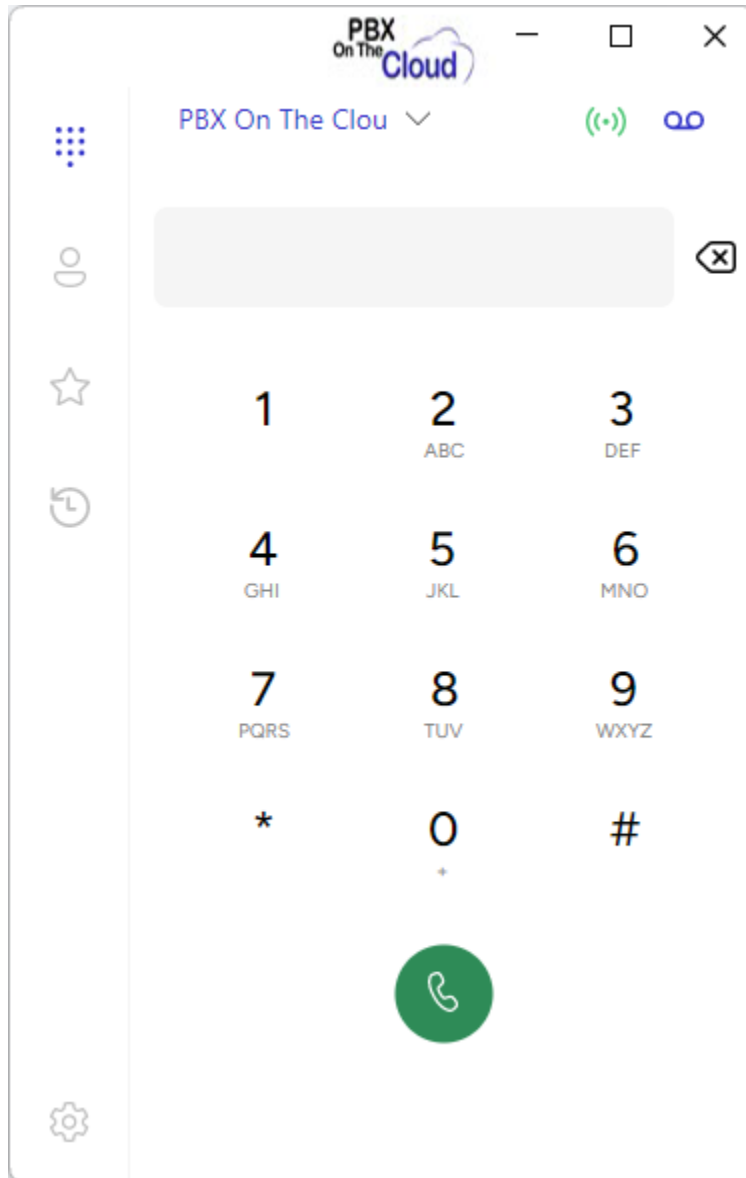 PBX
On The
Cloud
PBX On The Clou
1
2
3
ABC
DEF
4
5
6
GHI
JKL
MNO
7
8
9
PQRS
TUV
WXYZ
*
0
#
+